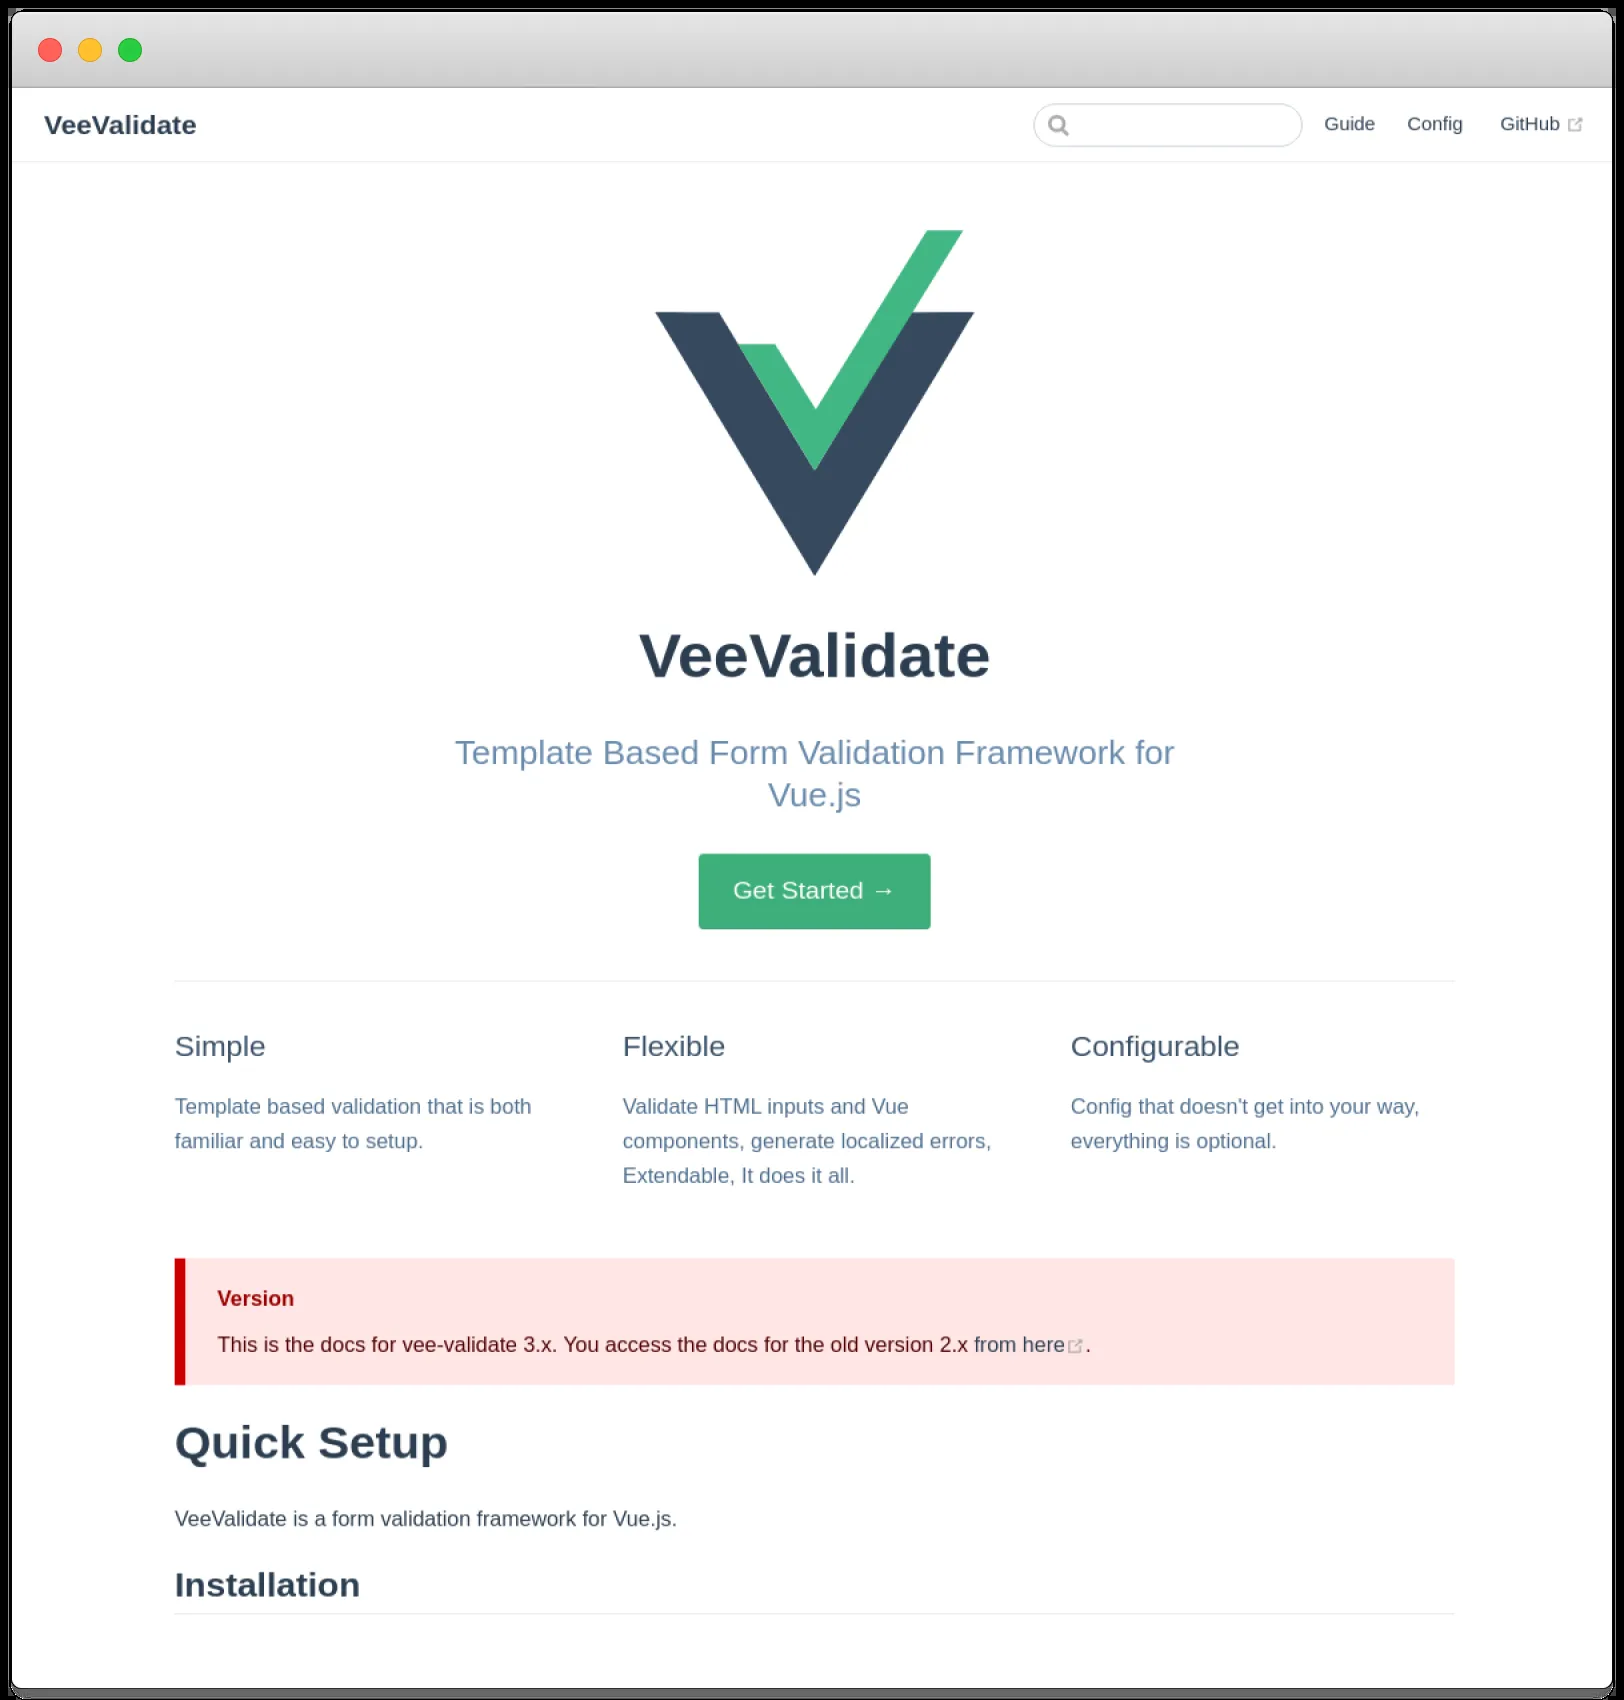 VeeValidate
Guide
Config
GitHub
VeeValidate
Template Based Form Validation Framework for
Vue.js
Get Started →
Simple
Template based validation that is both
familiar and easy to setup.
Flexible
Validate HTML inputs and Vue
components, generate localized errors,
Extendable, It does it all.
Configurable
Config that doesn't get into your way,
everything is optional.
Version
This is the docs for vee-validate 3.x. You access the docs for the old version 2.x from here.
Quick Setup
VeeValidate is a form validation framework for Vue.js.
Installation